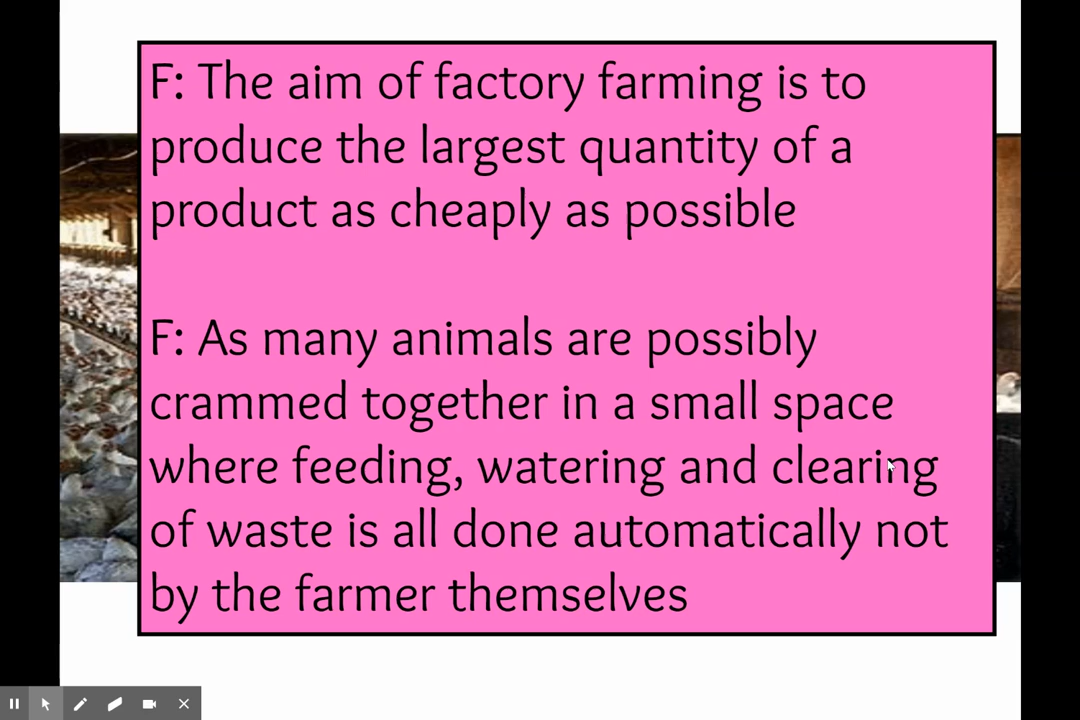 F: The aim of factory farming is to
produce the largest quantity of a
product as cheaply as possible
F: As many animals are possibly
crammed together in a small space
where feeding, watering and clearing
of waste is all done automatically not
by the farmer themselves